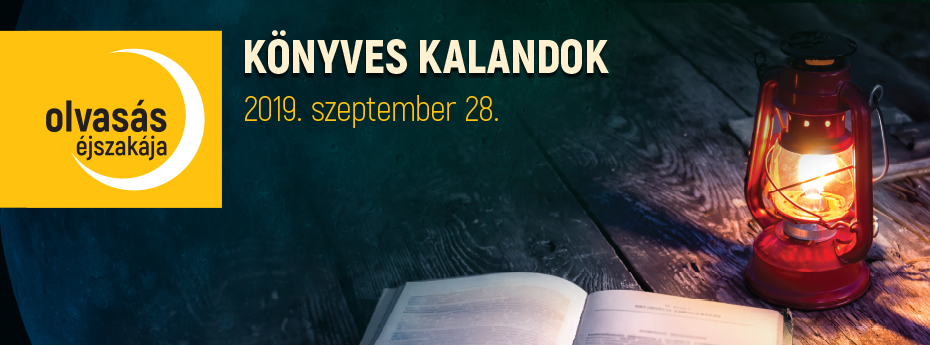 olvasás
éjszakája
KÖNYVES KALANDOK
2019. szeptember 28.